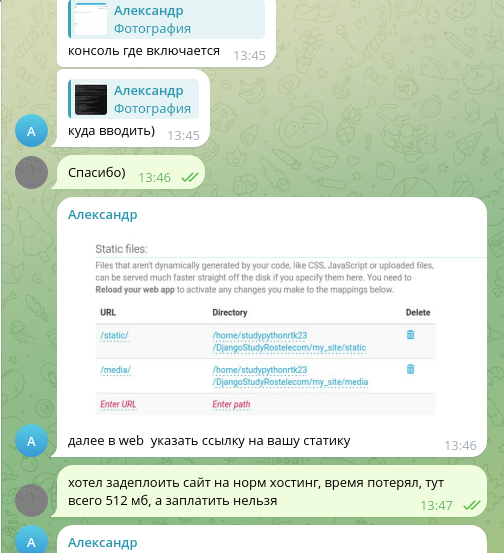 Александр
Фотография
консоль где включается 13:45
Александр
Фотография
А
куда вводить) 13:45
Спасибо) 13:46
Александр
Static files:
Files that aren't dynamically generated by your code, like CSS, JavaScript or uploaded files,
can be served much faster straight off the disk if you specify them here. You need to
Reload your web app to activate any changes you make to the mappings below.
URL Directory Delete
/static/ /home/studypythonrtk23
/DjangoStudyRostelecom/my_site/static
/media/ /home/studypythonrtk23
/DjangoStudyRostelecom/my_site/media
Enter URL Enter path
А
далее в web указать ссылку на вашу статику 13:46
хотел задеплоить сайт на норм хостинг, время потерял, тут
всего 512 мб, а заплатить нельзя 13:47
А
Александр